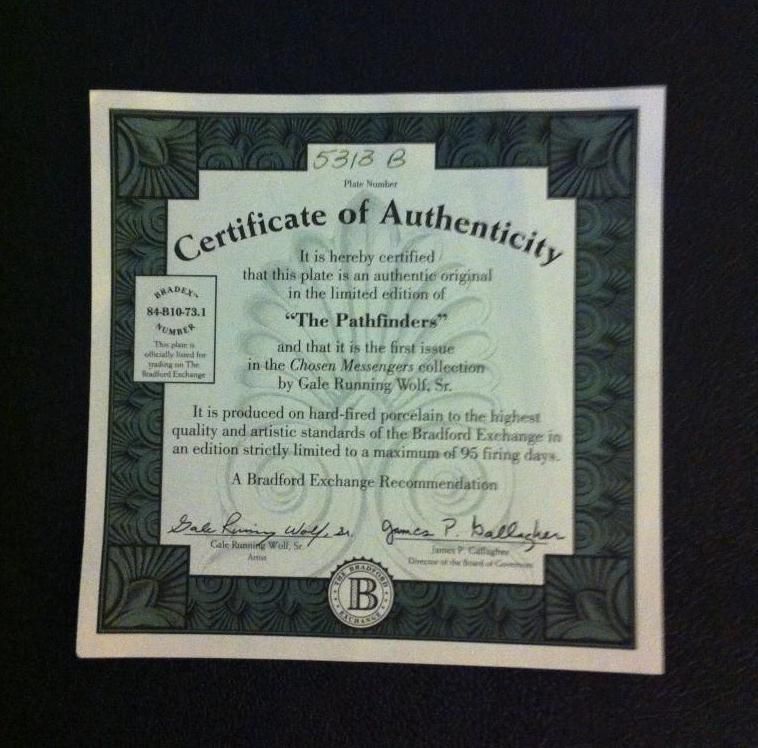 5313 B
Plate Number
Certificate of Authenticity
It is hereby certified
that this plate is an authentic original
in the limited edition of
“The Pathfinders”
and that it is the first issue
in the Chosen Messengers collection
by Gale Running Wolf, Sr.
BRADEX™
84-B10-73.1
NUMBER
This plate is
officially listed for
trading on The
Bradford Exchange
It is produced on hard-fired porcelain to the highest
quality and artistic standards of the Bradford Exchange in
an edition strictly limited to a maximum of 95 firing days.
A Bradford Exchange Recommendation
Gale Running Wolf, Sr.
Gale Running Wolf, Sr.
Artist
James P. Gallagher
James P. Gallagher
Director of the Board of Governors
THE BRADFORD
B
EXCHANGE